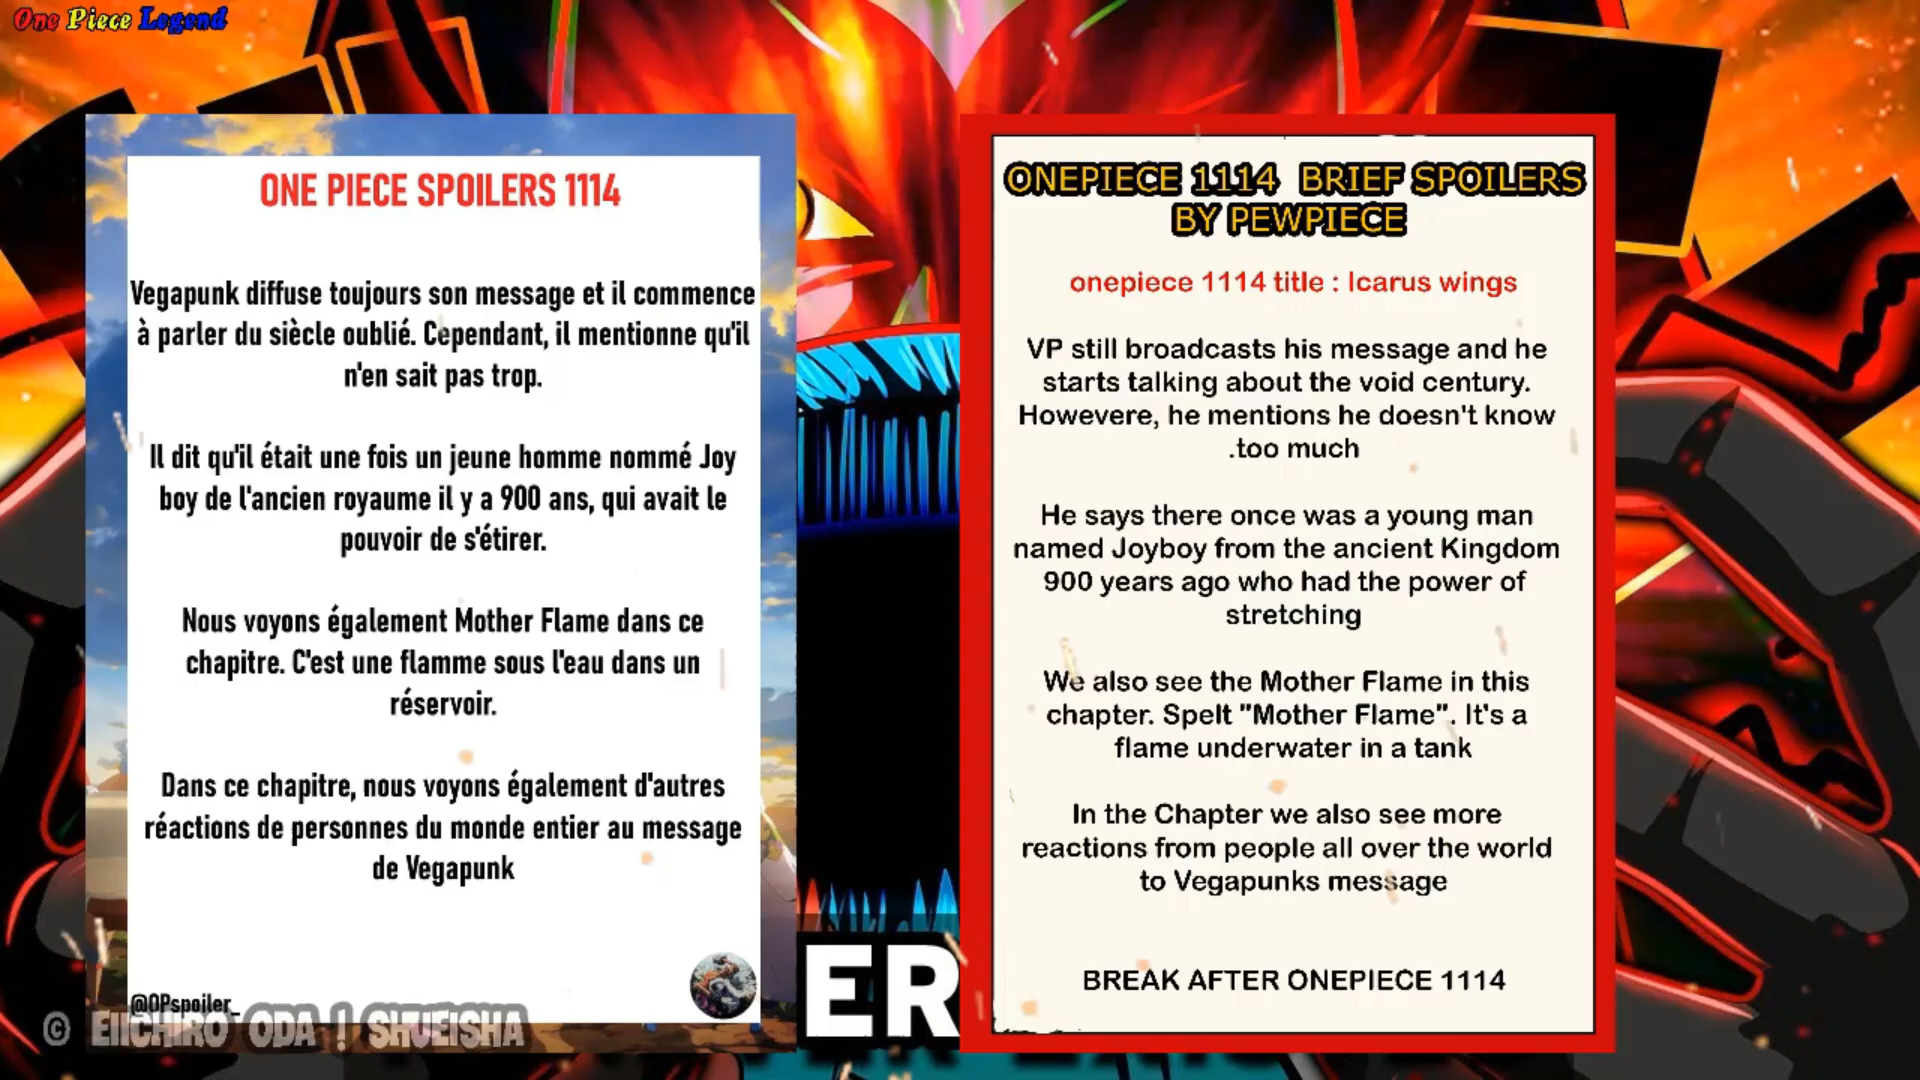 One Piece Legend
ONE PIECE SPOILERS 1114
Vegapunk diffuse toujours son message et il commence
à parler du siècle oublié. Cependant, il mentionne qu'il
n'en sait pas trop.
Il dit qu'il était une fois un jeune homme nommé Joy
boy de l'ancien royaume il y a 900 ans, qui avait le
pouvoir de s'étirer.
Nous voyons également Mother Flame dans ce
chapitre. C'est une flamme sous l'eau dans un
réservoir.
Dans ce chapitre, nous voyons également d'autres
réactions de personnes du monde entier au message
de Vegapunk
@OPspoiler_
© EIICHIRO ODA ! SHUEISHA
ER
ONEPIECE 1114 BRIEF SPOILERS
BY PEWPIECE
onepiece 1114 title : Icarus wings
VP still broadcasts his message and he
starts talking about the void century.
Howevere, he mentions he doesn't know
.too much
He says there once was a young man
named Joyboy from the ancient Kingdom
900 years ago who had the power of
stretching
We also see the Mother Flame in this
chapter. Spelt "Mother Flame". It's a
flame underwater in a tank
In the Chapter we also see more
reactions from people all over the world
to Vegapunks message
BREAK AFTER ONEPIECE 1114